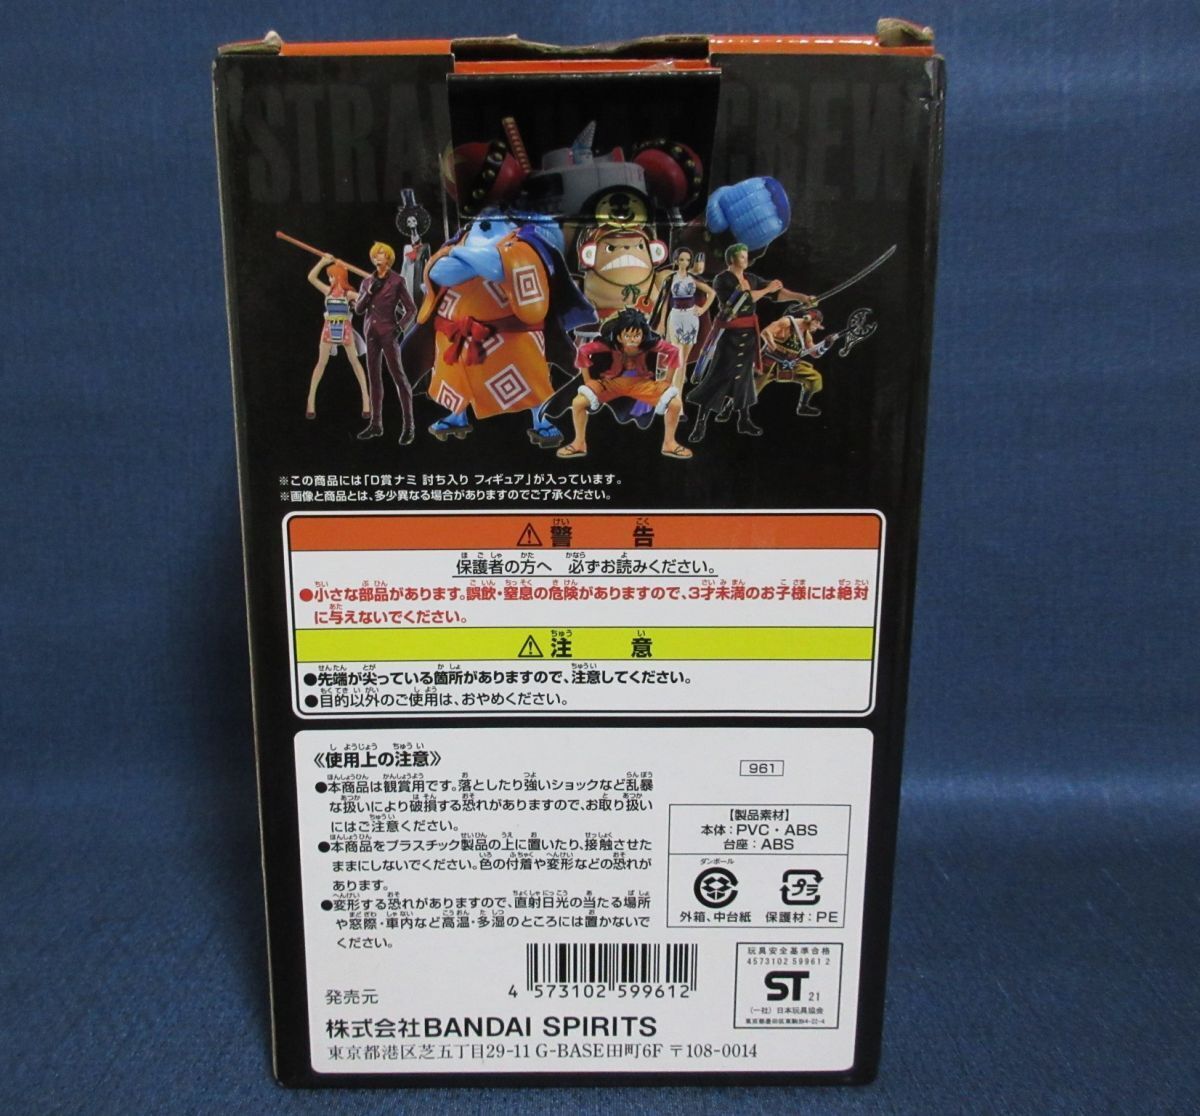 "STRA CREW
※この商品には「D賞ナミ 討ち入り フィギュア」が入っています。
※画像と商品とは、多少異なる場合がありますのでご了承ください。
⚠警告
保護者の方へ 必ずお読みください。
●小さな部品があります。誤飲・窒息の危険がありますので、3才未満のお子様には絶対
に与えないでください。
⚠注意
●先端が尖っている箇所がありますので、注意してください。
●目的以外のご使用は、おやめください。
《使用上の注意》
●本商品は観賞用です。落としたり強いショックなど乱暴
な扱いにより破損する恐れがありますので、お取り扱い
にはご注意ください。
●本商品をプラスチック製品の上に置いたり、接触させた
ままにしないでください。色の付着や変形などの恐れが
あります。
●変形する恐れがありますので、直射日光の当たる場所
や窓際・車内など高温・多湿のところには置かないで
ください。
961
【製品素材】
本体:PVC・ABS
台座:ABS
ダンボール
外箱、中台紙
プラ
保護材:PE
4 573102 599612
玩具安全基準合格
4573102 59961 2
ST 21
(一社)日本玩具協会
東京都墨田区東駒形4-22-4
発売元
株式会社BANDAI SPIRITS
東京都港区芝五丁目29-11 G-BASE田町6F 〒108-0014